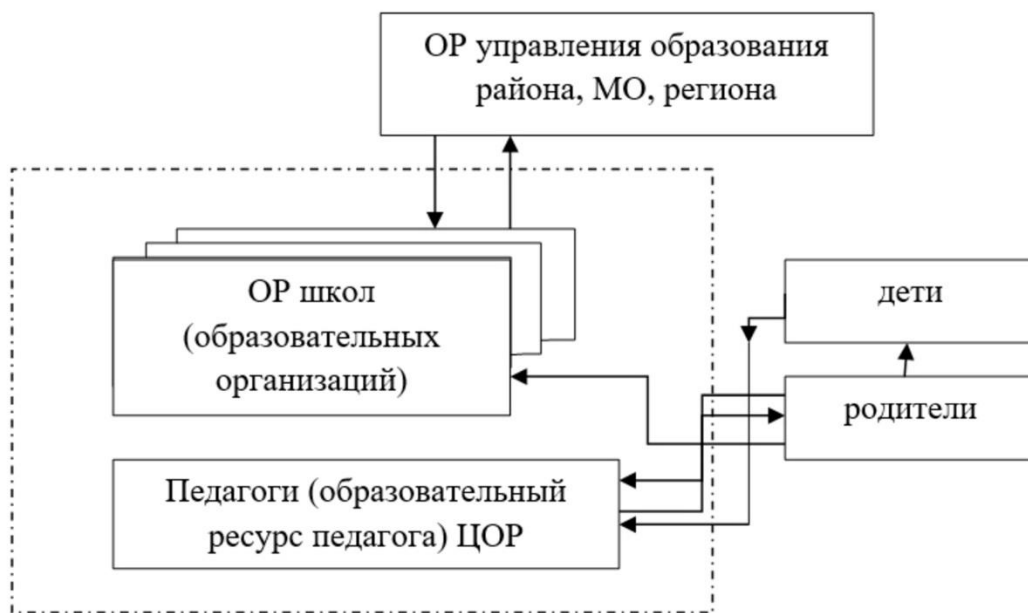 ОР управления образования
района, МО, региона
ОР школ
(образовательных
организаций)
дети
родители
Педагоги (образовательный
ресурс педагога) ЦОР